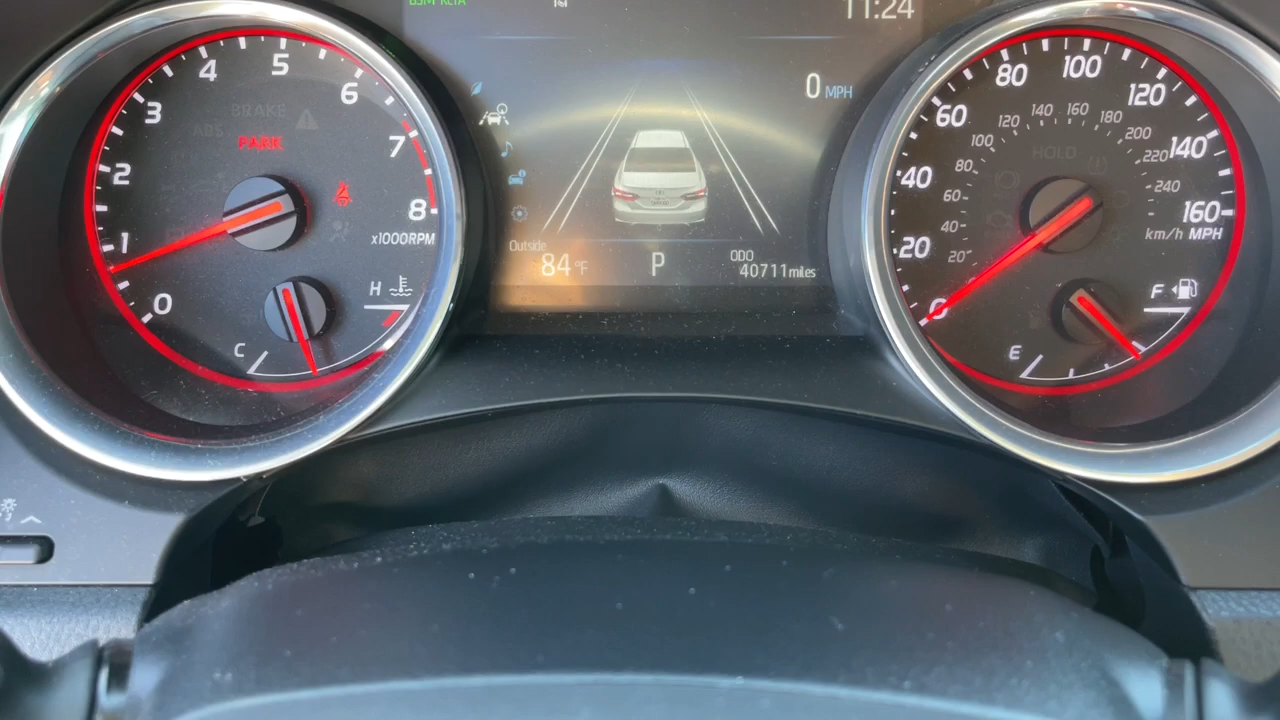 11:24
0 MPH
Outside
84 °F
P
ODO
40711 miles
0
1
2
3
4
5
6
7
8
x1000RPM
BRAKE
ABS
PARK
H
C
0
20
40
60
80
100
120
140
160
km/h MPH
20
40
60
80
100
120
140
160
180
200
220
240
HOLD
F
E